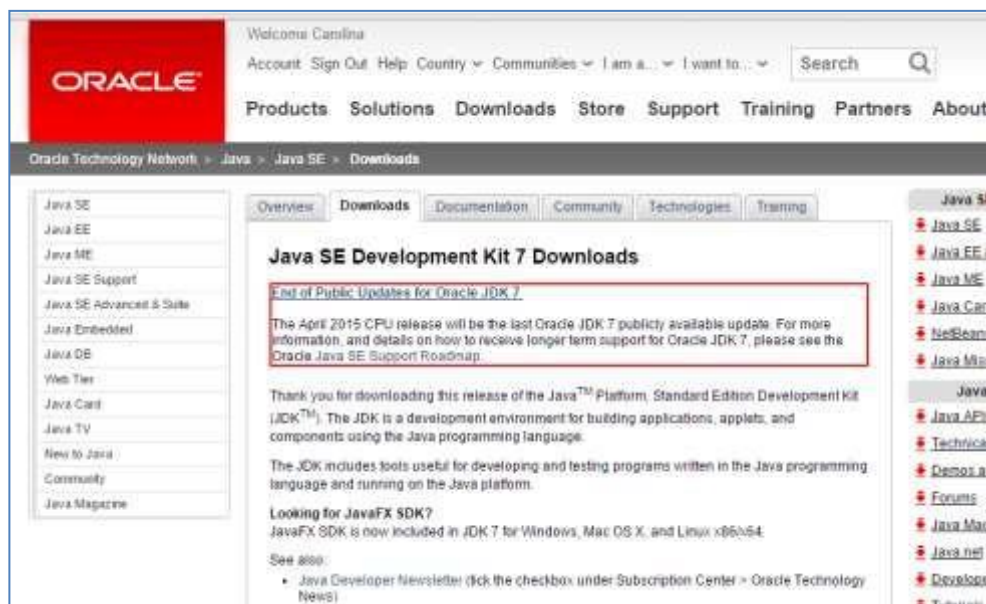 ORACLE
Welcome Carolina
Account Sign Out Help Country Communities I am a... I want to... Search
Products Solutions Downloads Store Support Training Partners About
Oracle Technology Network > Java > Java SE > Downloads
Java SE
Java EE
Java ME
Java SE Support
Java SE Advanced & Suite
Java Embedded
Java DB
Web Tier
Java Card
Java TV
New to Java
Community
Java Magazine
Overview Downloads Documentation Community Technologies Training
Java SE Development Kit 7 Downloads
End of Public Updates for Oracle JDK 7
The April 2015 CPU release will be the last Oracle JDK 7 publicly available update. For more
information, and details on how to receive longer term support for Oracle JDK 7, please see the
Oracle Java SE Support Roadmap.
Thank you for downloading this release of the Java™ Platform, Standard Edition Development Kit
(JDK™). The JDK is a development environment for building applications, applets, and
components using the Java programming language.
The JDK includes tools useful for developing and testing programs written in the Java programming
language and running on the Java platform.
Looking for JavaFX SDK?
JavaFX SDK is now included in JDK 7 for Windows, Mac OS X, and Linux x86/x64.
See also:
• Java Developer Newsletter (tick the checkbox under Subscription Center > Oracle Technology
News)
Java S
Java SE
Java EE
Java ME
Java Car
NetBean
Java Mis
Java
Java API
Technica
Demos a
Forums
Java Mag
Java.net
Develope